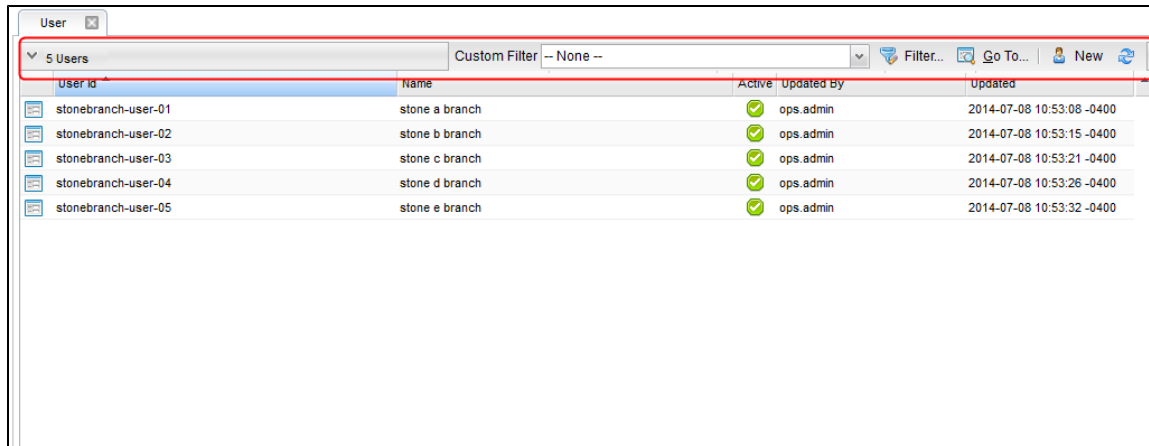 User
5 Users Custom Filter -- None -- Filter... Go To... New
User Id Name Active Updated By Updated
stonebranch-user-01 stone a branch ops.admin 2014-07-08 10:53:08 -0400
stonebranch-user-02 stone b branch ops.admin 2014-07-08 10:53:15 -0400
stonebranch-user-03 stone c branch ops.admin 2014-07-08 10:53:21 -0400
stonebranch-user-04 stone d branch ops.admin 2014-07-08 10:53:26 -0400
stonebranch-user-05 stone e branch ops.admin 2014-07-08 10:53:32 -0400